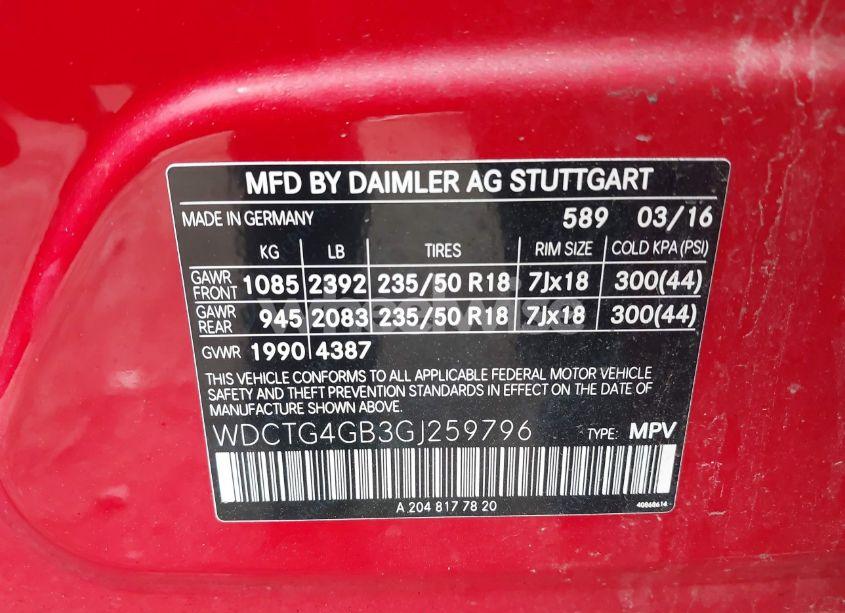 MFD BY DAIMLER AG STUTTGART
MADE IN GERMANY 589 03/16
KG LB TIRES RIM SIZE COLD KPA (PSI)
GAWR FRONT 1085 2392 235/50 R18 7Jx18 300(44)
GAWR REAR 945 2083 235/50 R18 7Jx18 300(44)
GVWR 1990 4387
THIS VEHICLE CONFORMS TO ALL APPLICABLE FEDERAL MOTOR VEHICLE
SAFETY AND THEFT PREVENTION STANDARDS IN EFFECT ON THE DATE OF
MANUFACTURE SHOWN ABOVE.
WDCTG4GB3GJ259796 TYPE: MPV
A 204 817 78 20
40868614